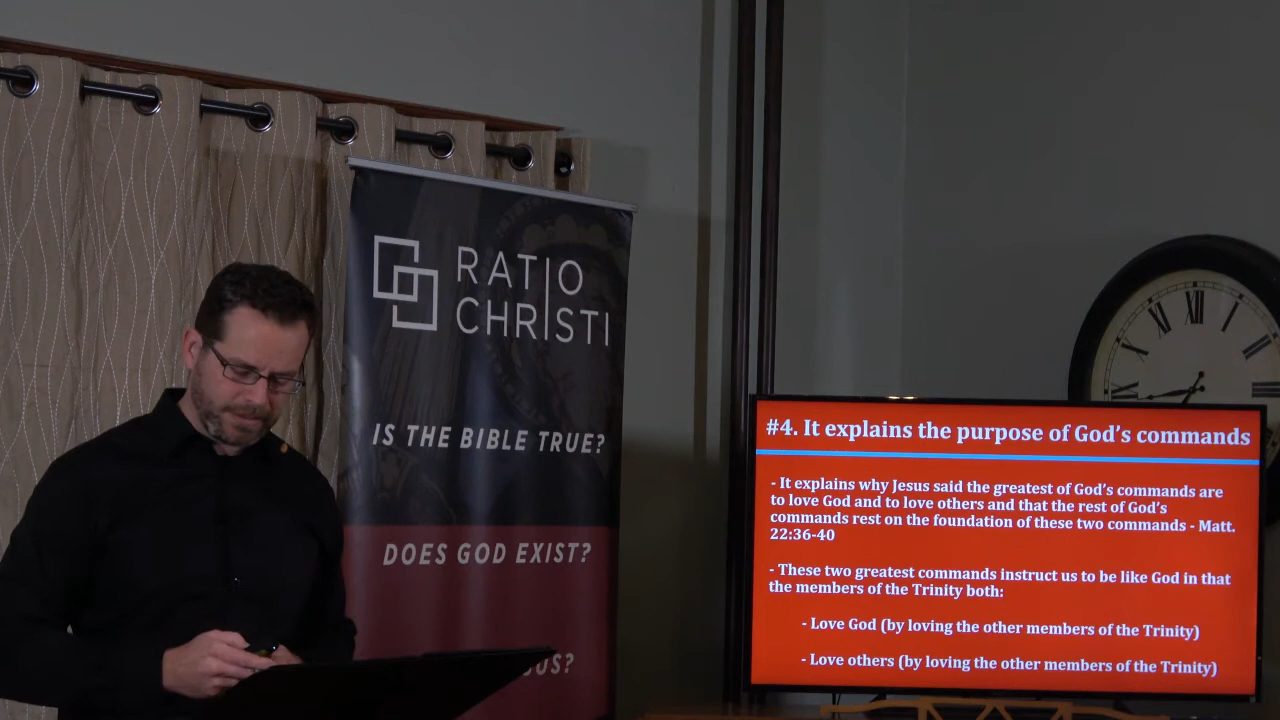 RATIO
CHRISTI
IS THE BIBLE TRUE?
DOES GOD EXIST?
#4. It explains the purpose of God's commands
- It explains why Jesus said the greatest of God's commands are
to love God and to love others and that the rest of God's
commands rest on the foundation of these two commands - Matt.
22:36-40
- These two greatest commands instruct us to be like God in that
the members of the Trinity both:
- Love God (by loving the other members of the Trinity)
- Love others (by loving the other members of the Trinity)